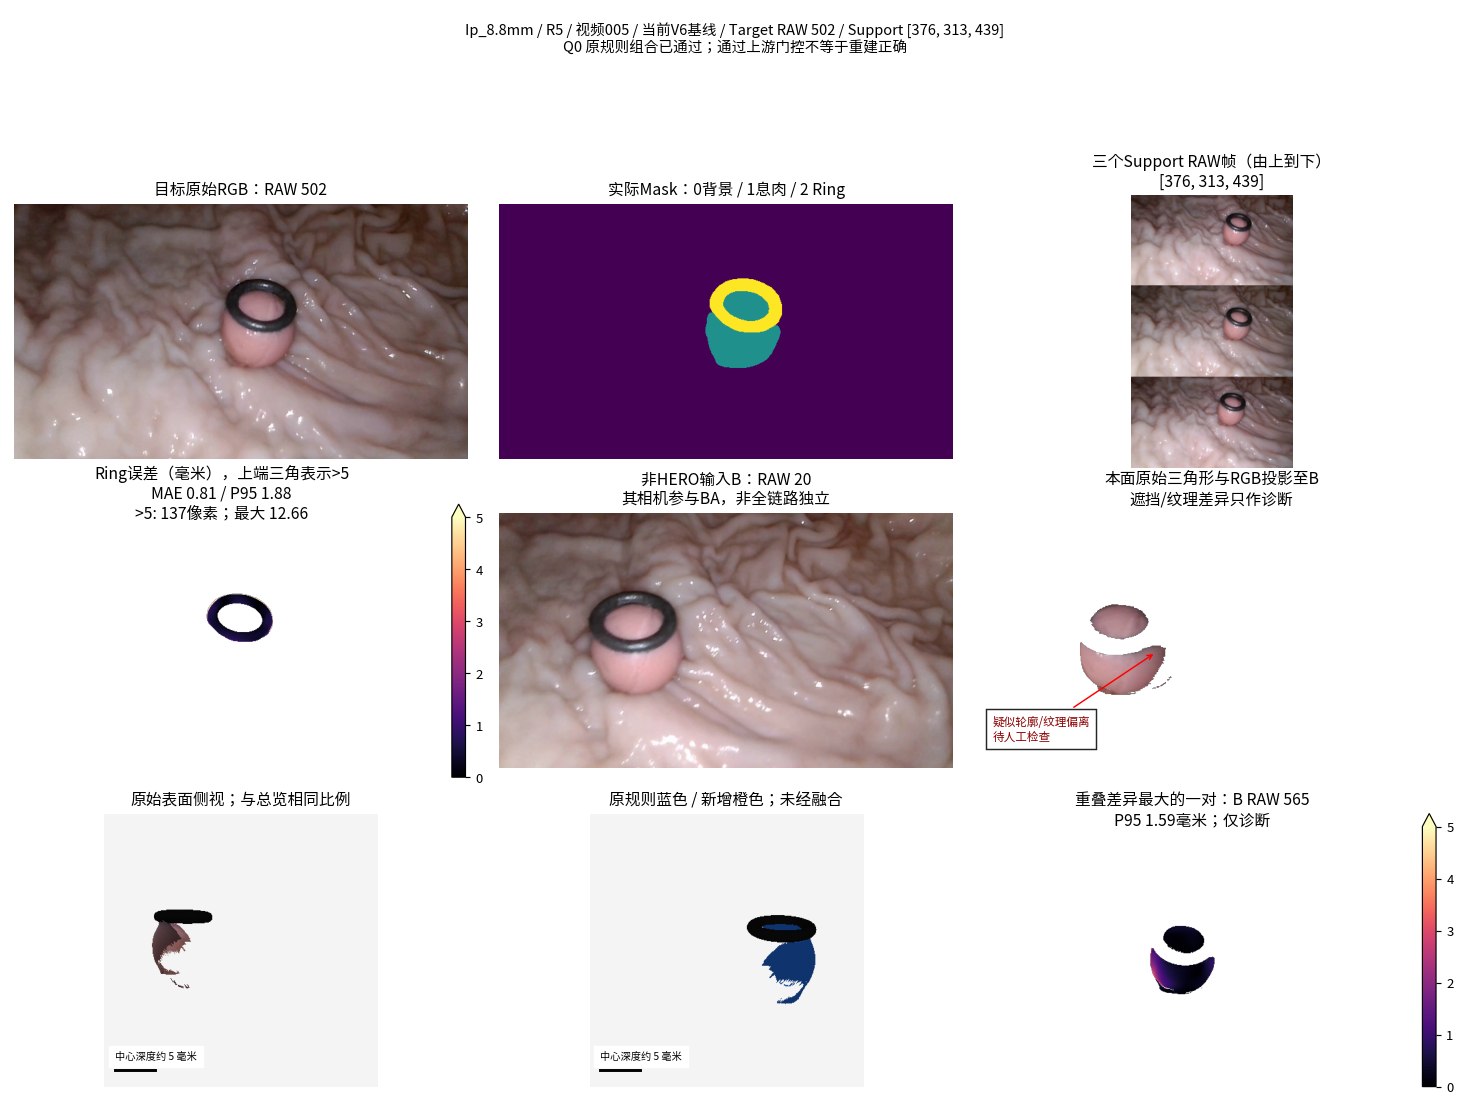 Ip_8.8mm / R5 / 视频005 / 当前V6基线 / Target RAW 502 / Support [376, 313, 439]
Q0 原规则组合已通过；通过上游门控不等于重建正确
目标原始RGB：RAW 502
实际Mask：0背景 / 1息肉 / 2 Ring
三个Support RAW帧（由上到下）
[376, 313, 439]
Ring误差（毫米），上端三角表示>5
MAE 0.81 / P95 1.88
>5: 137像素；最大 12.66
5
4
3
2
1
0
非HERO输入B：RAW 20
其相机参与BA，非全链路独立
本面原始三角形与RGB投影至B
遮挡/纹理差异只作诊断
疑似轮廓/纹理偏离
待人工检查
原始表面侧视；与总览相同比例
中心深度约 5 毫米
原规则蓝色 / 新增橙色；未经融合
中心深度约 5 毫米
重叠差异最大的一对：B RAW 565
P95 1.59毫米；仅诊断
5
4
3
2
1
0